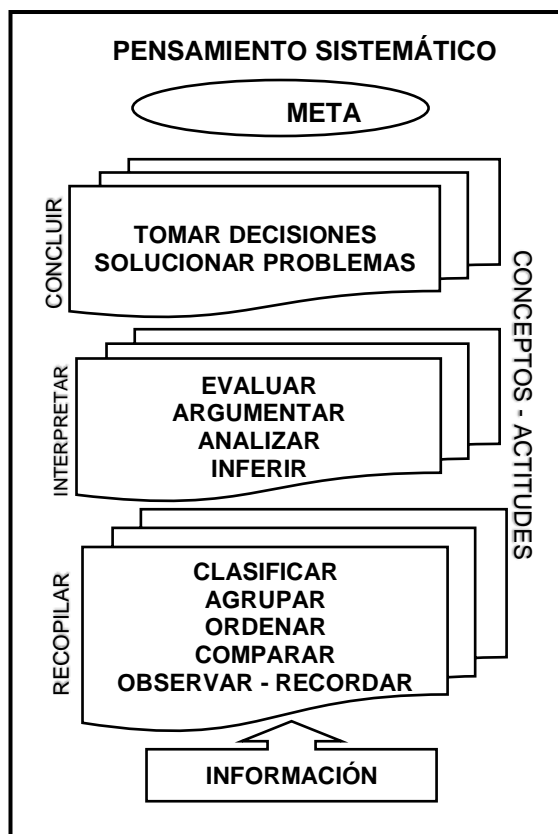 PENSAMIENTO SISTEMÁTICO
META
CONCLUIR
TOMAR DECISIONES
SOLUCIONAR PROBLEMAS
CONCEPTOS - ACTITUDES
INTERPRETAR
EVALUAR
ARGUMENTAR
ANALIZAR
INFERIR
RECOPILAR
CLASIFICAR
AGRUPAR
ORDENAR
COMPARAR
OBSERVAR - RECORDAR
INFORMACIÓN